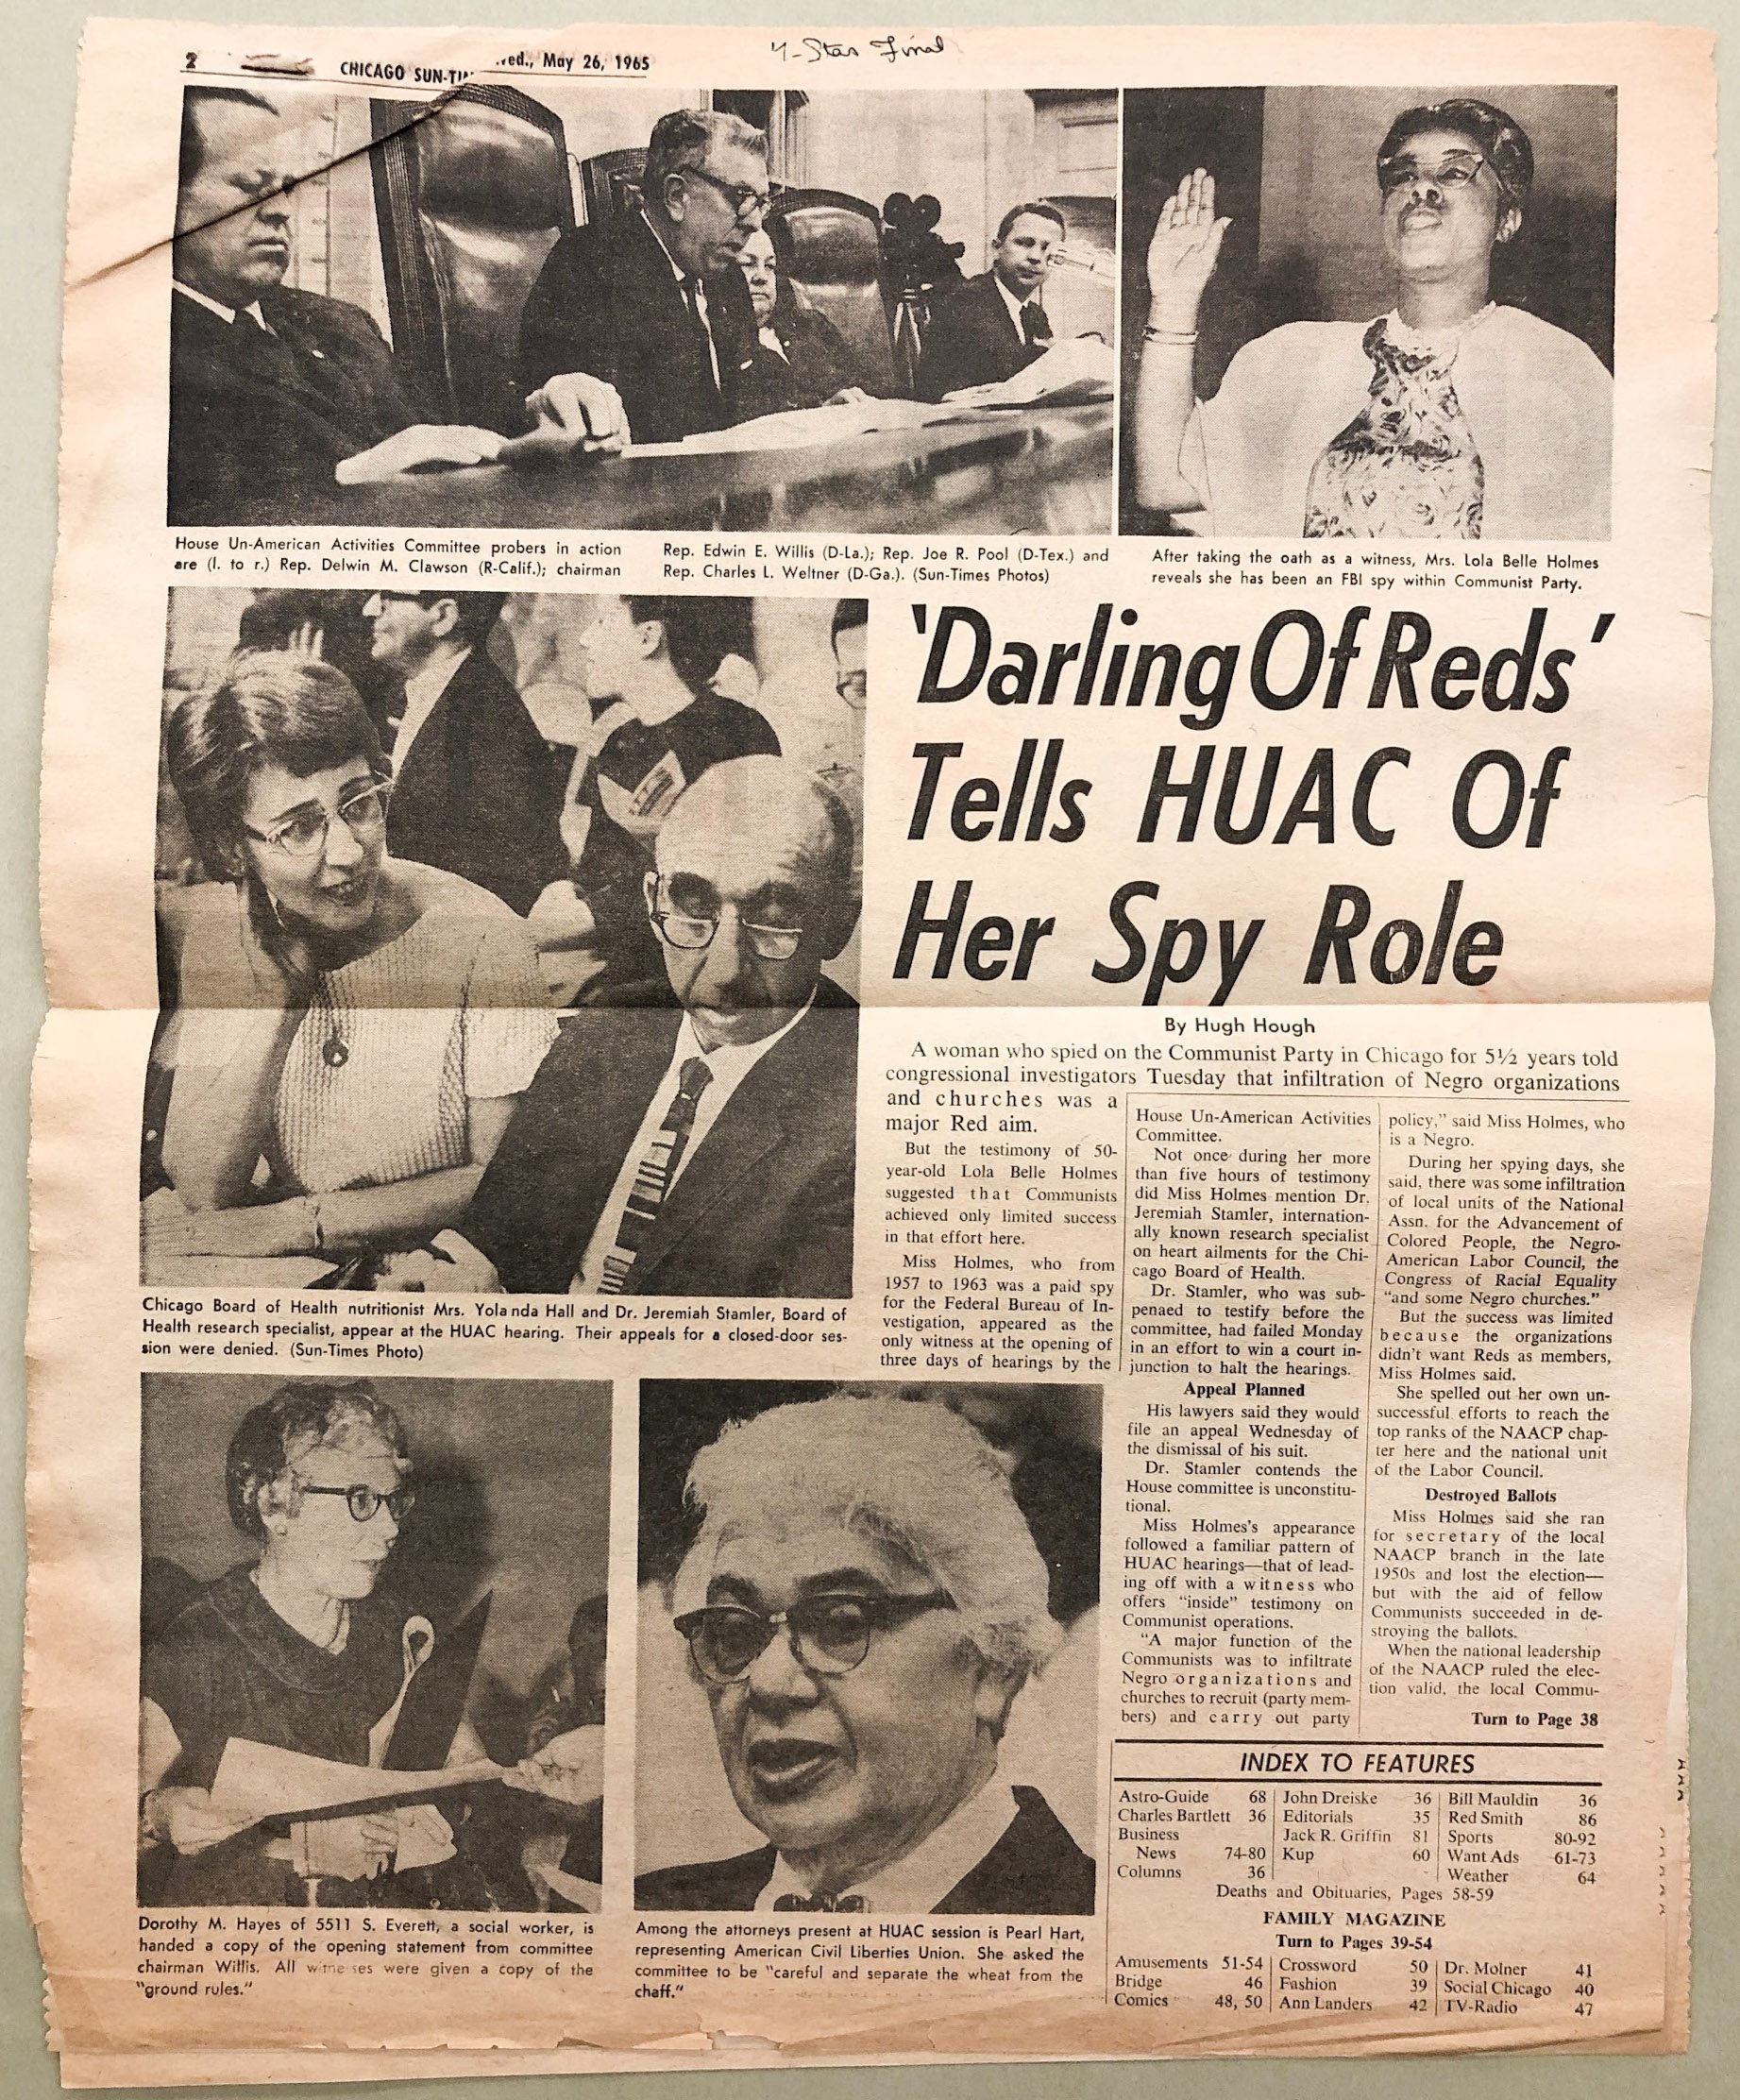 2
CHICAGO
ed., May 26, 1965
4-Star Final
House Un-American Activities Committee probers in action
are (l. to r.) Rep. Delwin M. Clawson (R-Calif.); chairman
Rep. Edwin E. Willis (D-La.); Rep. Joe R. Pool (D-Tex.) and
Rep. Charles L. Weltner (D-Ga.). (Sun-Times Photos)
After taking the oath as a witness, Mrs. Lola Belle Holmes
reveals she has been an FBI spy within Communist Party.
'Darling Of Reds'
Tells HUAC Of
Her Spy Role
By Hugh Hough
A woman who spied on the Communist Party in Chicago for 5½ years told
congressional investigators Tuesday that infiltration of Negro organizations
and churches was a
major Red aim.
But the testimony of 50-
year-old Lola Belle Holmes
suggested that Communists
achieved only limited success
in that effort here.
Miss Holmes, who from
1957 to 1963 was a paid spy
for the Federal Bureau of In-
vestigation, appeared as the
only witness at the opening of
three days of hearings by the
House Un-American Activities
Committee.
Not once during her more
than five hours of testimony
did Miss Holmes mention Dr.
Jeremiah Stamler, internation-
ally known research specialist
on heart ailments for the Chi-
cago Board of Health.
Dr. Stamler, who was sub-
penaed to testify before the
committee, had failed Monday
in an effort to win a court in-
junction to halt the hearings.
Appeal Planned
His lawyers said they would
file an appeal Wednesday of
the dismissal of his suit.
Dr. Stamler contends the
House committee is unconstitu-
tional.
Miss Holmes's appearance
followed a familiar pattern of
HUAC hearings—that of lead-
ing off with a witness who
offers "inside" testimony on
Communist operations.
"A major function of the
Communists was to infiltrate
Negro organizations and
churches to recruit (party mem-
bers) and carry out party
policy," said Miss Holmes, who
is a Negro.
During her spying days, she
said, there was some infiltration
of local units of the National
Assn. for the Advancement of
Colored People, the Negro-
American Labor Council, the
Congress of Racial Equality
"and some Negro churches."
But the success was limited
because the organizations
didn't want Reds as members,
Miss Holmes said.
She spelled out her own un-
successful efforts to reach the
top ranks of the NAACP chap-
ter here and the national unit
of the Labor Council.
Destroyed Ballots
Miss Holmes said she ran
for secretary of the local
NAACP branch in the late
1950s and lost the election—
but with the aid of fellow
Communists succeeded in de-
stroying the ballots.
When the national leadership
of the NAACP ruled the elec-
tion valid, the local Commu-
Turn to Page 38
Chicago Board of Health nutritionist Mrs. Yolanda Hall and Dr. Jeremiah Stamler, Board of
Health research specialist, appear at the HUAC hearing. Their appeals for a closed-door ses-
sion were denied. (Sun-Times Photo)
Dorothy M. Hayes of 5511 S. Everett, a social worker, is
handed a copy of the opening statement from committee
chairman Willis. All witnesses were given a copy of the
"ground rules."
Among the attorneys present at HUAC session is Pearl Hart,
representing American Civil Liberties Union. She asked the
committee to be "careful and separate the wheat from the
chaff."
INDEX TO FEATURES
Astro-Guide 68
Charles Bartlett 36
Business
News 74-80
Columns 36
John Dreiske 36
Editorials 35
Jack R. Griffin 81
Kup 60
Bill Mauldin 36
Red Smith 86
Sports 80-92
Want Ads 61-73
Weather 64
Deaths and Obituaries, Pages 58-59
FAMILY MAGAZINE
Turn to Pages 39-54
Amusements 51-54
Bridge 46
Comics 48, 50
Crossword 50
Fashion 39
Ann Landers 42
Dr. Molner 41
Social Chicago 40
TV-Radio 47